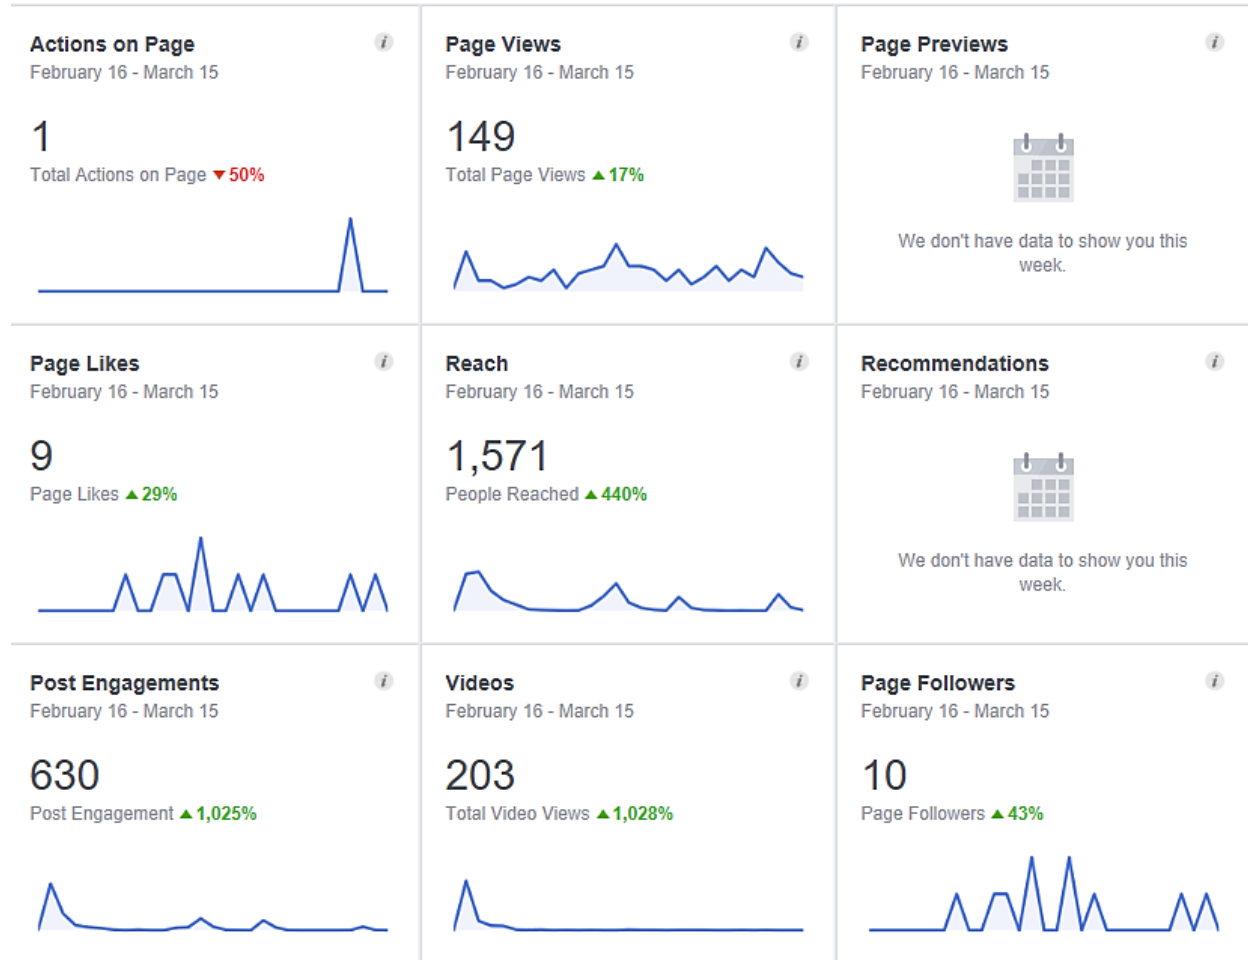 Actions on Page
February 16 - March 15
1
Total Actions on Page ▼50%
Page Views
February 16 - March 15
149
Total Page Views ▲17%
Page Previews
February 16 - March 15
We don't have data to show you this
week.
Page Likes
February 16 - March 15
9
Page Likes ▲29%
Reach
February 16 - March 15
1,571
People Reached ▲440%
Recommendations
February 16 - March 15
We don't have data to show you this
week.
Post Engagements
February 16 - March 15
630
Post Engagement ▲1,025%
Videos
February 16 - March 15
203
Total Video Views ▲1,028%
Page Followers
February 16 - March 15
10
Page Followers ▲43%